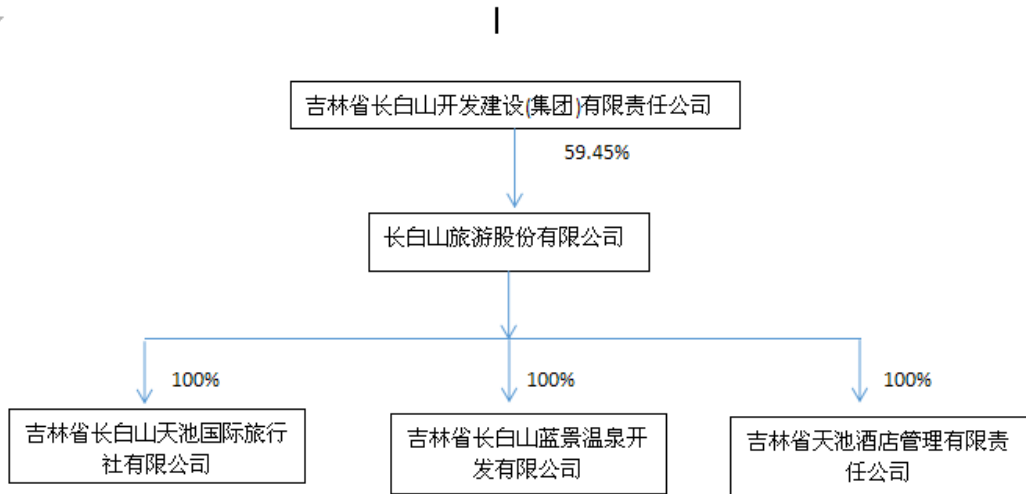 吉林省长白山开发建设(集团)有限责任公司
59.45%
长白山旅游股份有限公司
100%
100%
100%
吉林省长白山天池国际旅行
社有限公司
吉林省长白山蓝景温泉开
发有限公司
吉林省天池酒店管理有限责
任公司